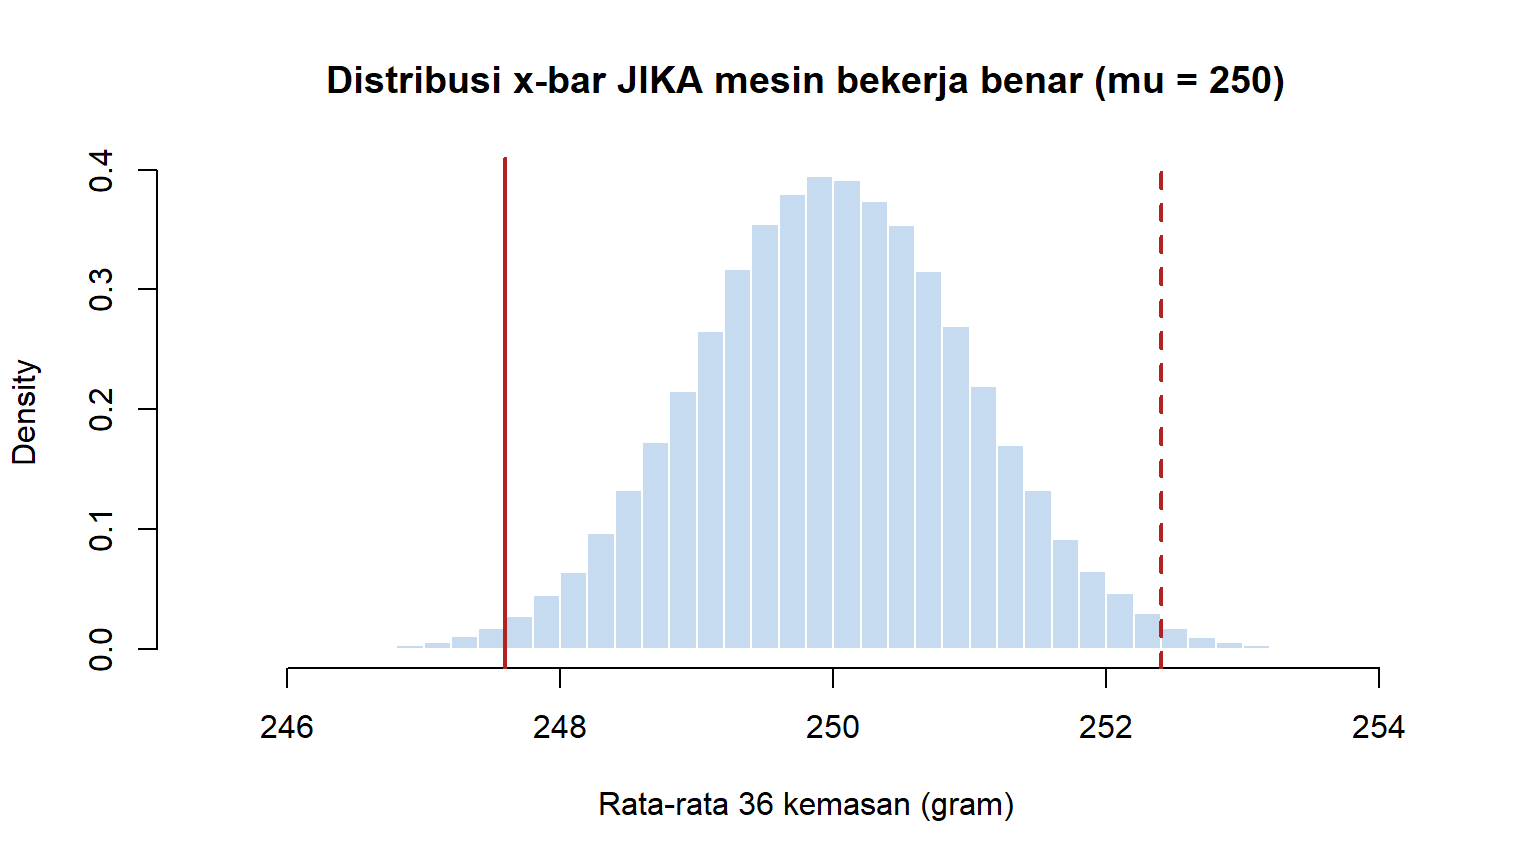 Distribusi x-bar JIKA mesin bekerja benar (mu = 250)
Density
0.4
0.3
0.2
0.1
0.0
246 248 250 252 254
Rata-rata 36 kemasan (gram)